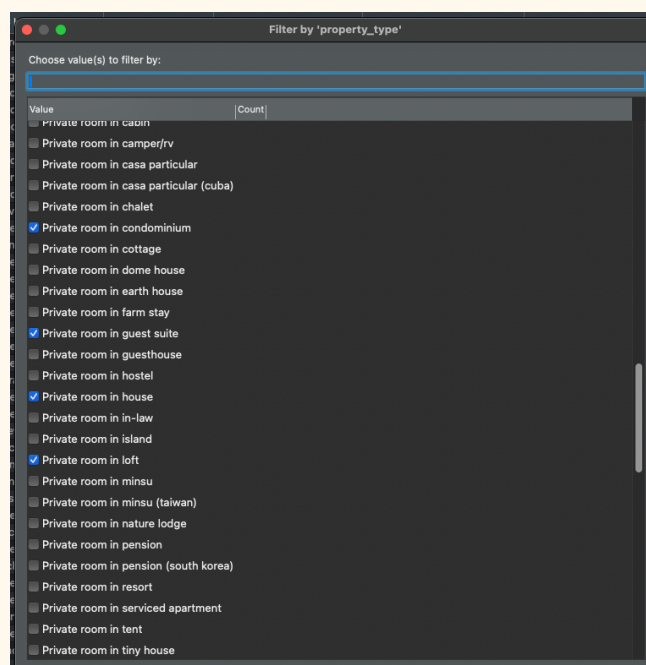 Filter by 'property_type'
Choose value(s) to filter by:
Value Count
Private room in cabin
Private room in camper/rv
Private room in casa particular
Private room in casa particular (cuba)
Private room in chalet
Private room in condominium
Private room in cottage
Private room in dome house
Private room in earth house
Private room in farm stay
Private room in guest suite
Private room in guesthouse
Private room in hostel
Private room in house
Private room in in-law
Private room in island
Private room in loft
Private room in minsu
Private room in minsu (taiwan)
Private room in nature lodge
Private room in pension
Private room in pension (south korea)
Private room in resort
Private room in serviced apartment
Private room in tent
Private room in tiny house